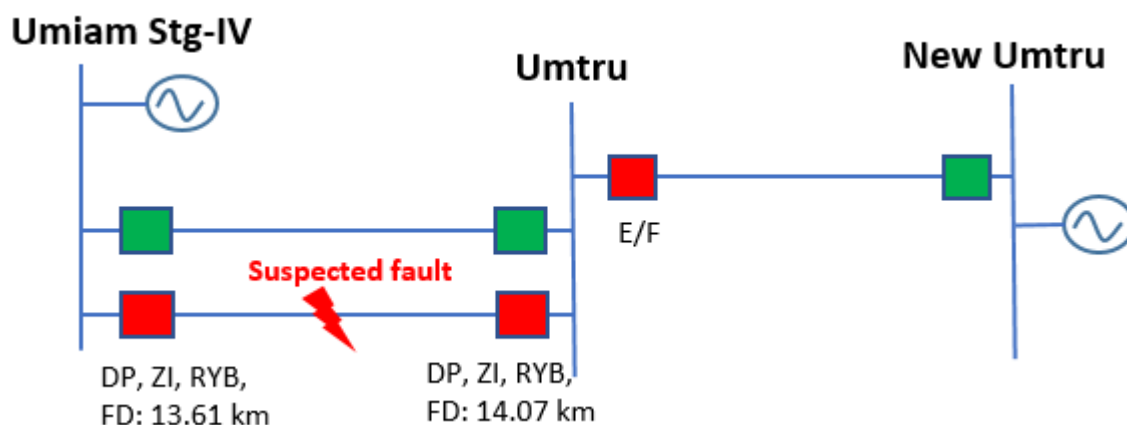 Umiam Stg-IV
Umtru
New Umtru
E/F
Suspected fault
DP, ZI, RYB,
FD: 13.61 km
DP, ZI, RYB,
FD: 14.07 km